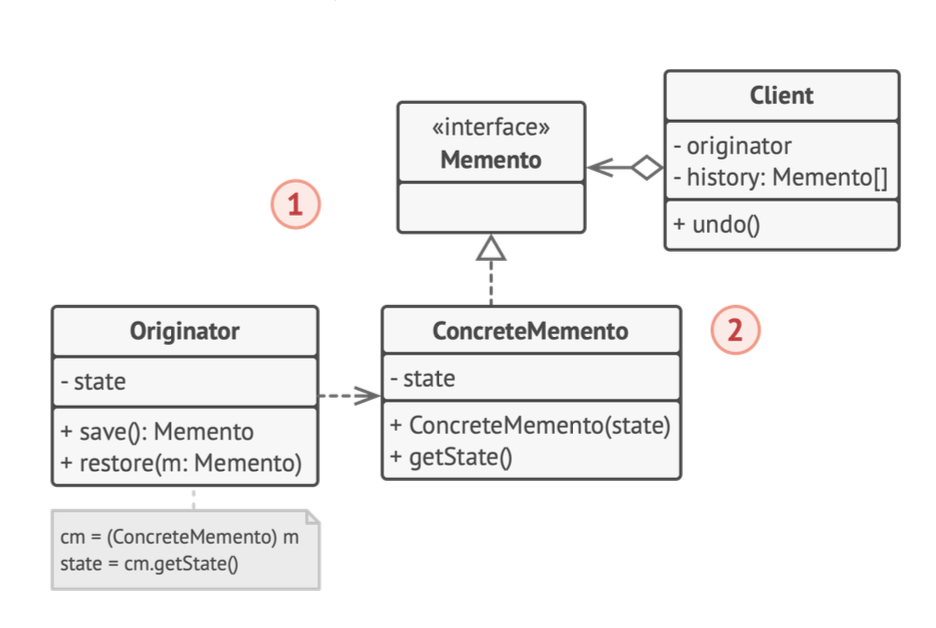 «interface»
Memento
Client
- originator
- history: Memento[]
+ undo()
1
Originator
- state
+ save(): Memento
+ restore(m: Memento)
ConcreteMemento
- state
+ ConcreteMemento(state)
+ getState()
2
cm = (ConcreteMemento) m
state = cm.getState()